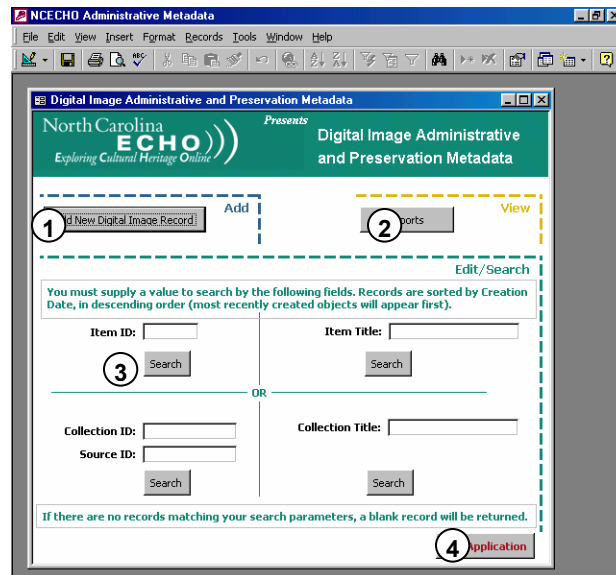 NCECHO Administrative Metadata
File Edit View Insert Format Records Tools Window Help
Digital Image Administrative and Preservation Metadata
North Carolina
ECHO)))
Exploring Cultural Heritage Online
Presents
Digital Image Administrative
and Preservation Metadata
Add
View
1
d New Digital Image Record
2
orts
Edit/Search
You must supply a value to search by the following fields. Records are sorted by Creation
Date, in descending order (most recently created objects will appear first).
Item ID:
Item Title:
3
Search
Search
OR
Collection ID:
Collection Title:
Source ID:
Search
Search
If there are no records matching your search parameters, a blank record will be returned.
4
Application